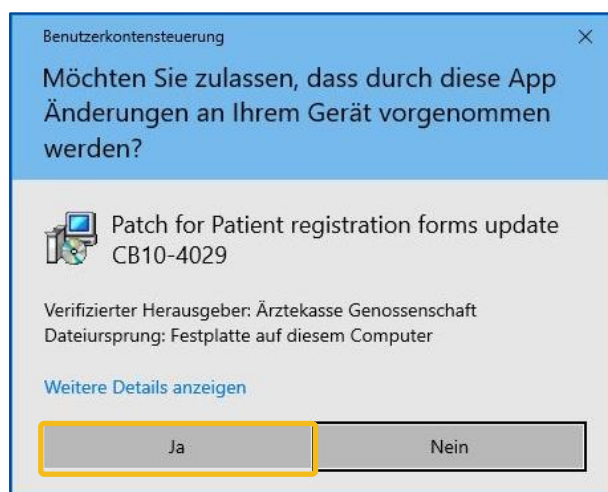 Benutzerkontensteuerung
Möchten Sie zulassen, dass durch diese App
Änderungen an Ihrem Gerät vorgenommen
werden?
Patch for Patient registration forms update
CB10-4029
Verifizierter Herausgeber: Ärztekasse Genossenschaft
Dateiursprung: Festplatte auf diesem Computer
Weitere Details anzeigen
Ja
Nein